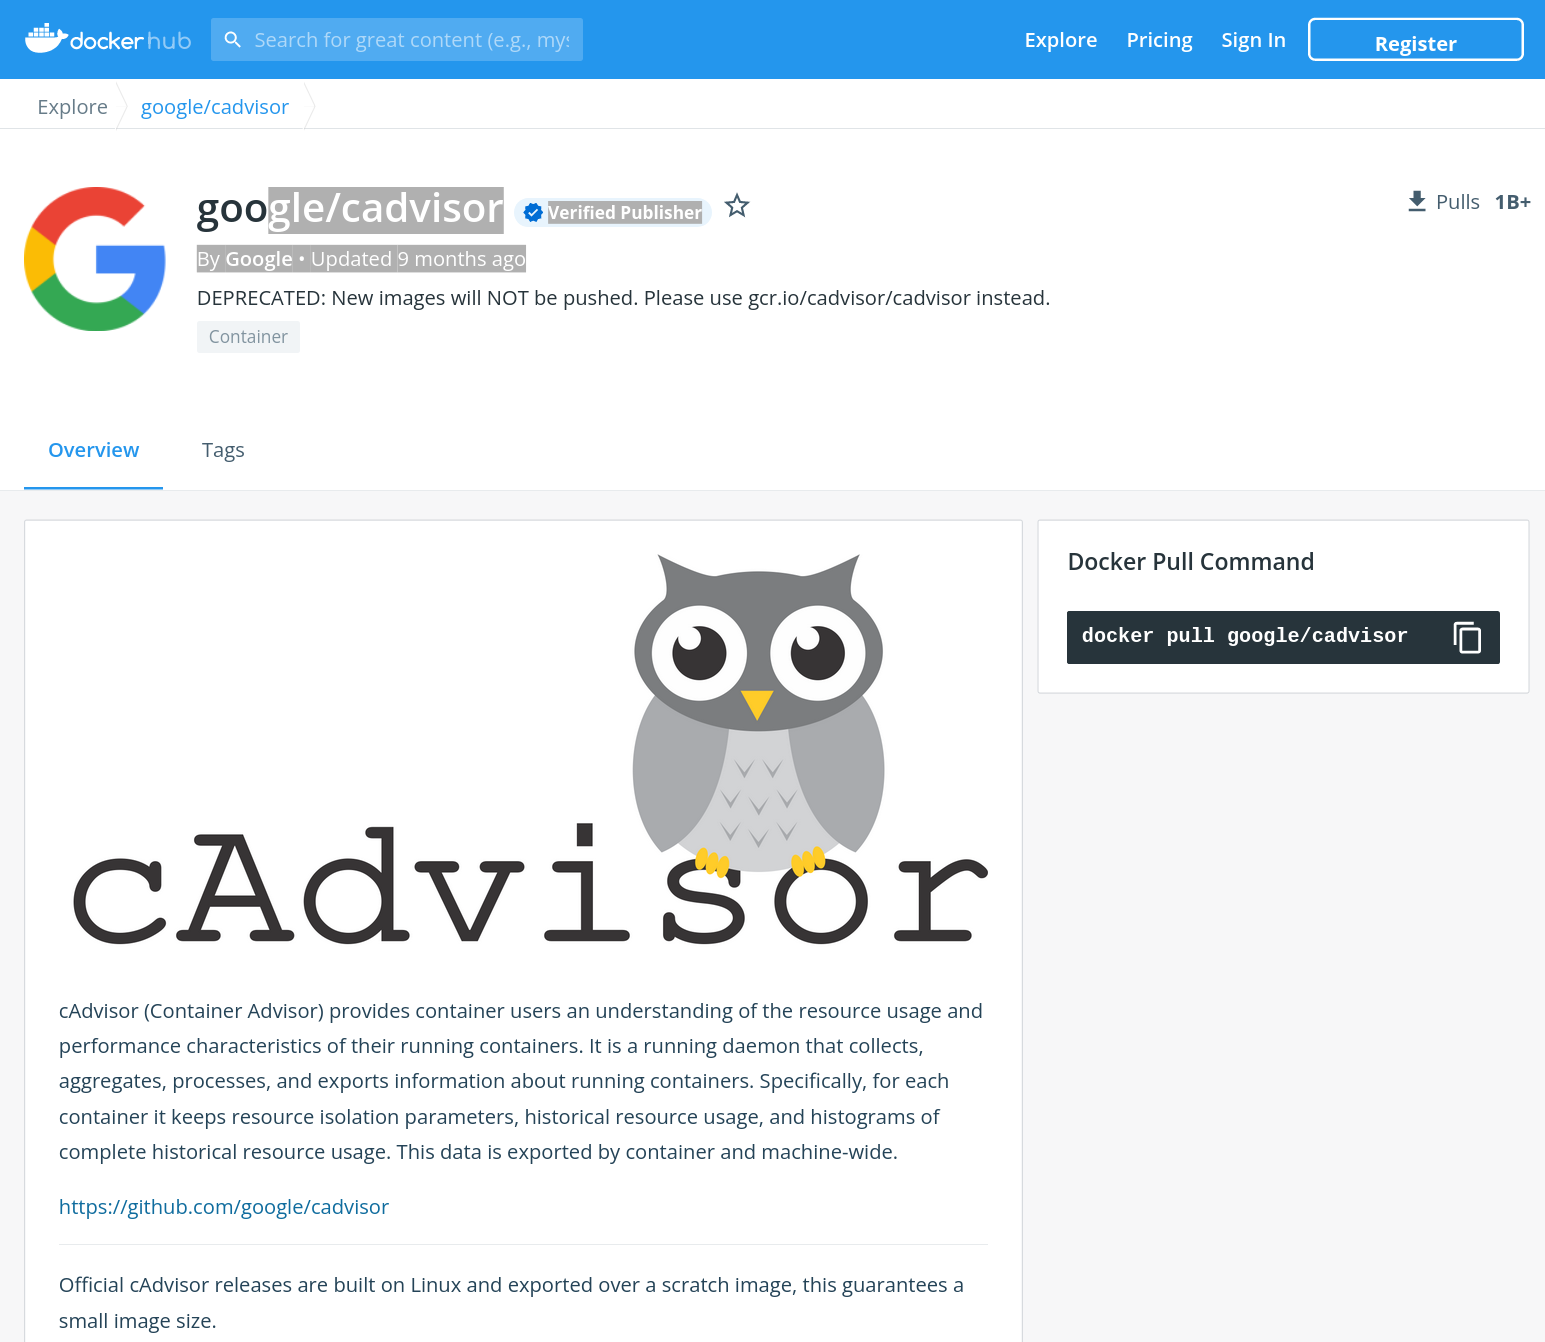 docker hub
Search for great content (e.g., mys
Explore
Pricing
Sign In
Register
Explore
google/cadvisor
google/cadvisor
Verified Publisher
Pulls 1B+
By Google • Updated 9 months ago
DEPRECATED: New images will NOT be pushed. Please use gcr.io/cadvisor/cadvisor instead.
Container
Overview
Tags
cAdvisor
cAdvisor (Container Advisor) provides container users an understanding of the resource usage and
performance characteristics of their running containers. It is a running daemon that collects,
aggregates, processes, and exports information about running containers. Specifically, for each
container it keeps resource isolation parameters, historical resource usage, and histograms of
complete historical resource usage. This data is exported by container and machine-wide.
https://github.com/google/cadvisor
Official cAdvisor releases are built on Linux and exported over a scratch image, this guarantees a
small image size.
Docker Pull Command
docker pull google/cadvisor